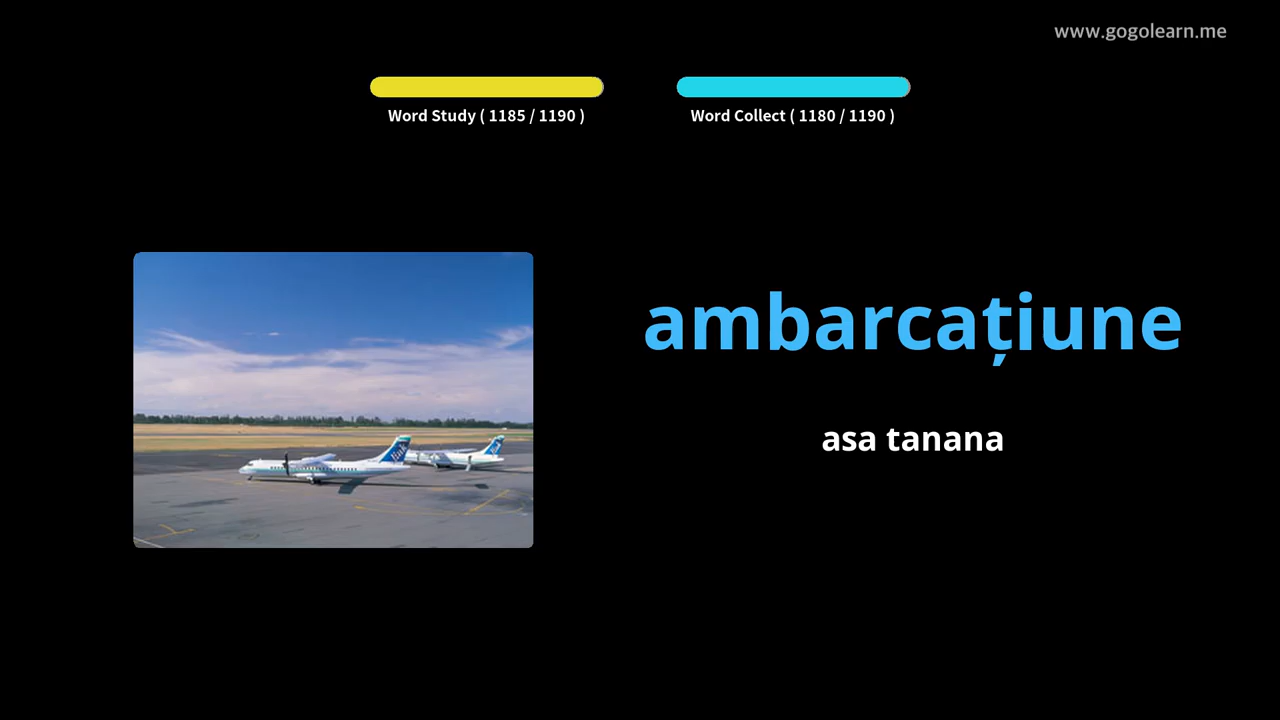 www.gogolearn.me
Word Study ( 1185 / 1190 )
Word Collect ( 1180 / 1190 )
ambarcațiune
asa tanana